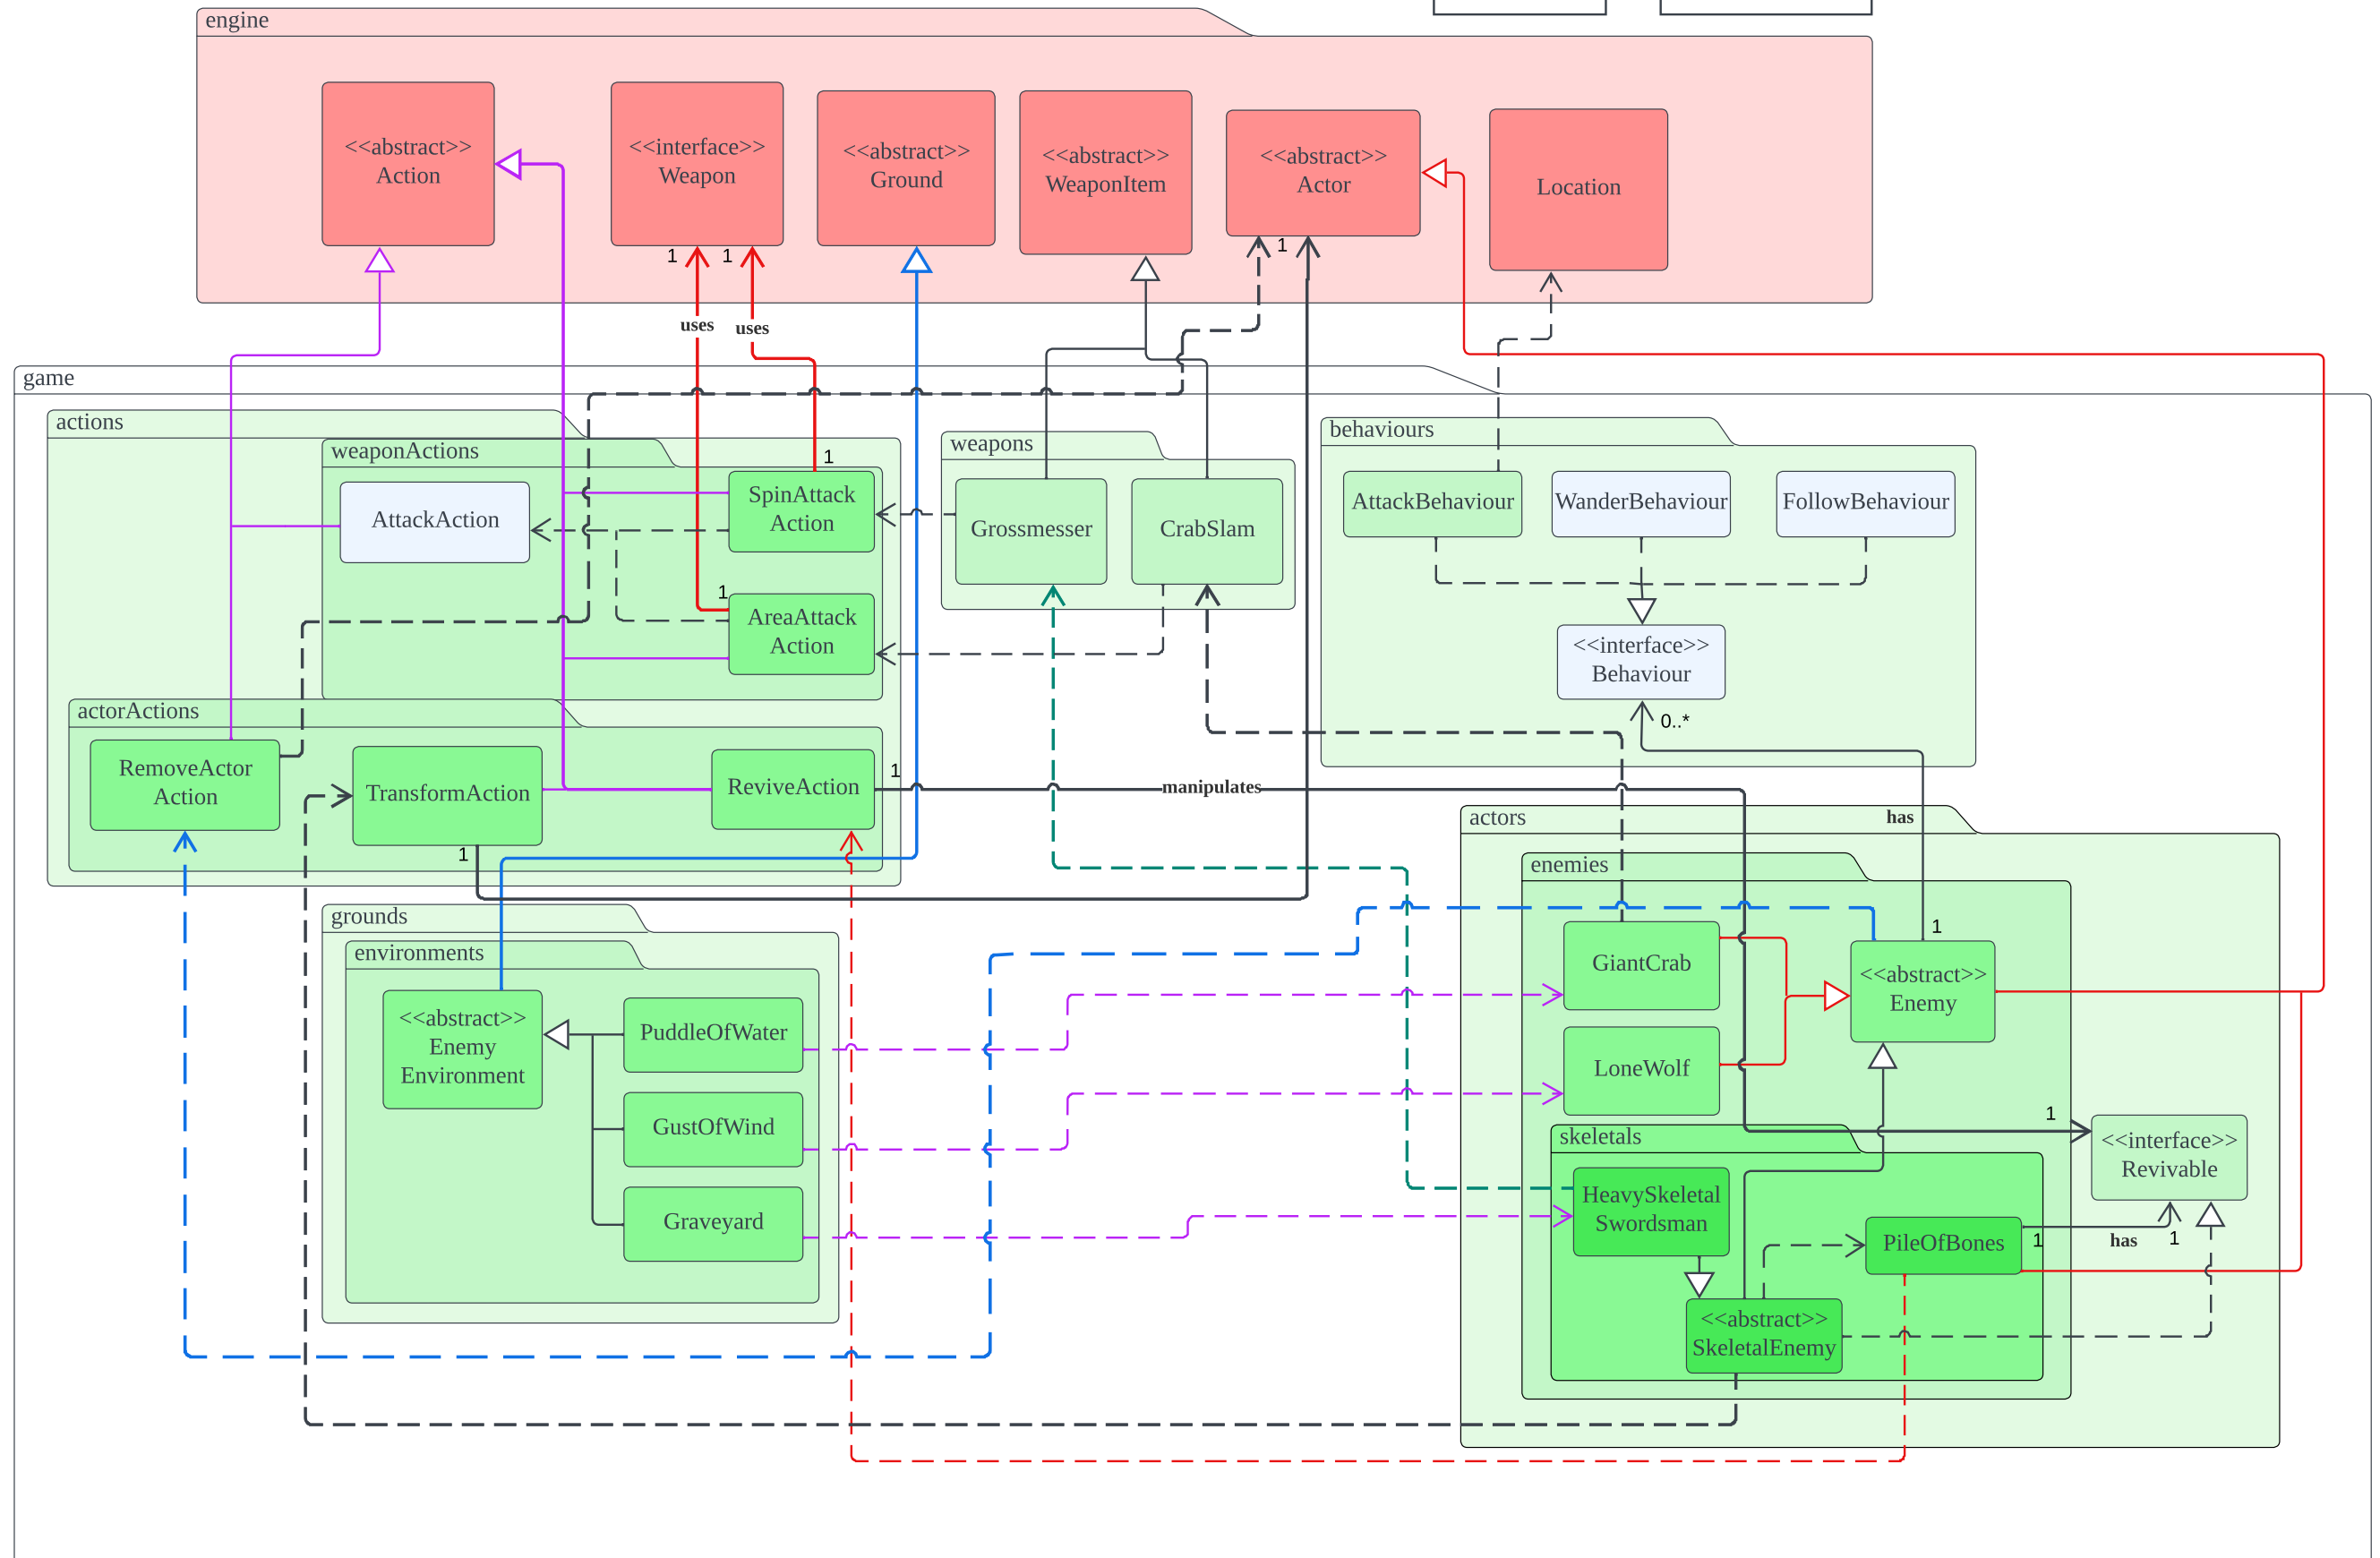 engine
<<abstract>>
Action
<<interface>>
Weapon
<<abstract>>
Ground
<<abstract>>
WeaponItem
<<abstract>>
Actor
Location
1
1
1
uses
uses
game
actions
weaponActions
AttackAction
SpinAttack
Action
1
AreaAttack
Action
1
weapons
Grossmesser
CrabSlam
behaviours
AttackBehaviour
WanderBehaviour
FollowBehaviour
<<interface>>
Behaviour
0..*
actorActions
RemoveActor
Action
TransformAction
1
ReviveAction
1
manipulates
has
grounds
environments
<<abstract>>
Enemy
Environment
PuddleOfWater
GustOfWind
Graveyard
actors
enemies
GiantCrab
1
<<abstract>>
Enemy
LoneWolf
skeletals
HeavySkeletal
Swordsman
PileOfBones
1
has
1
<<abstract>>
SkeletalEnemy
1
<<interface>>
Revivable